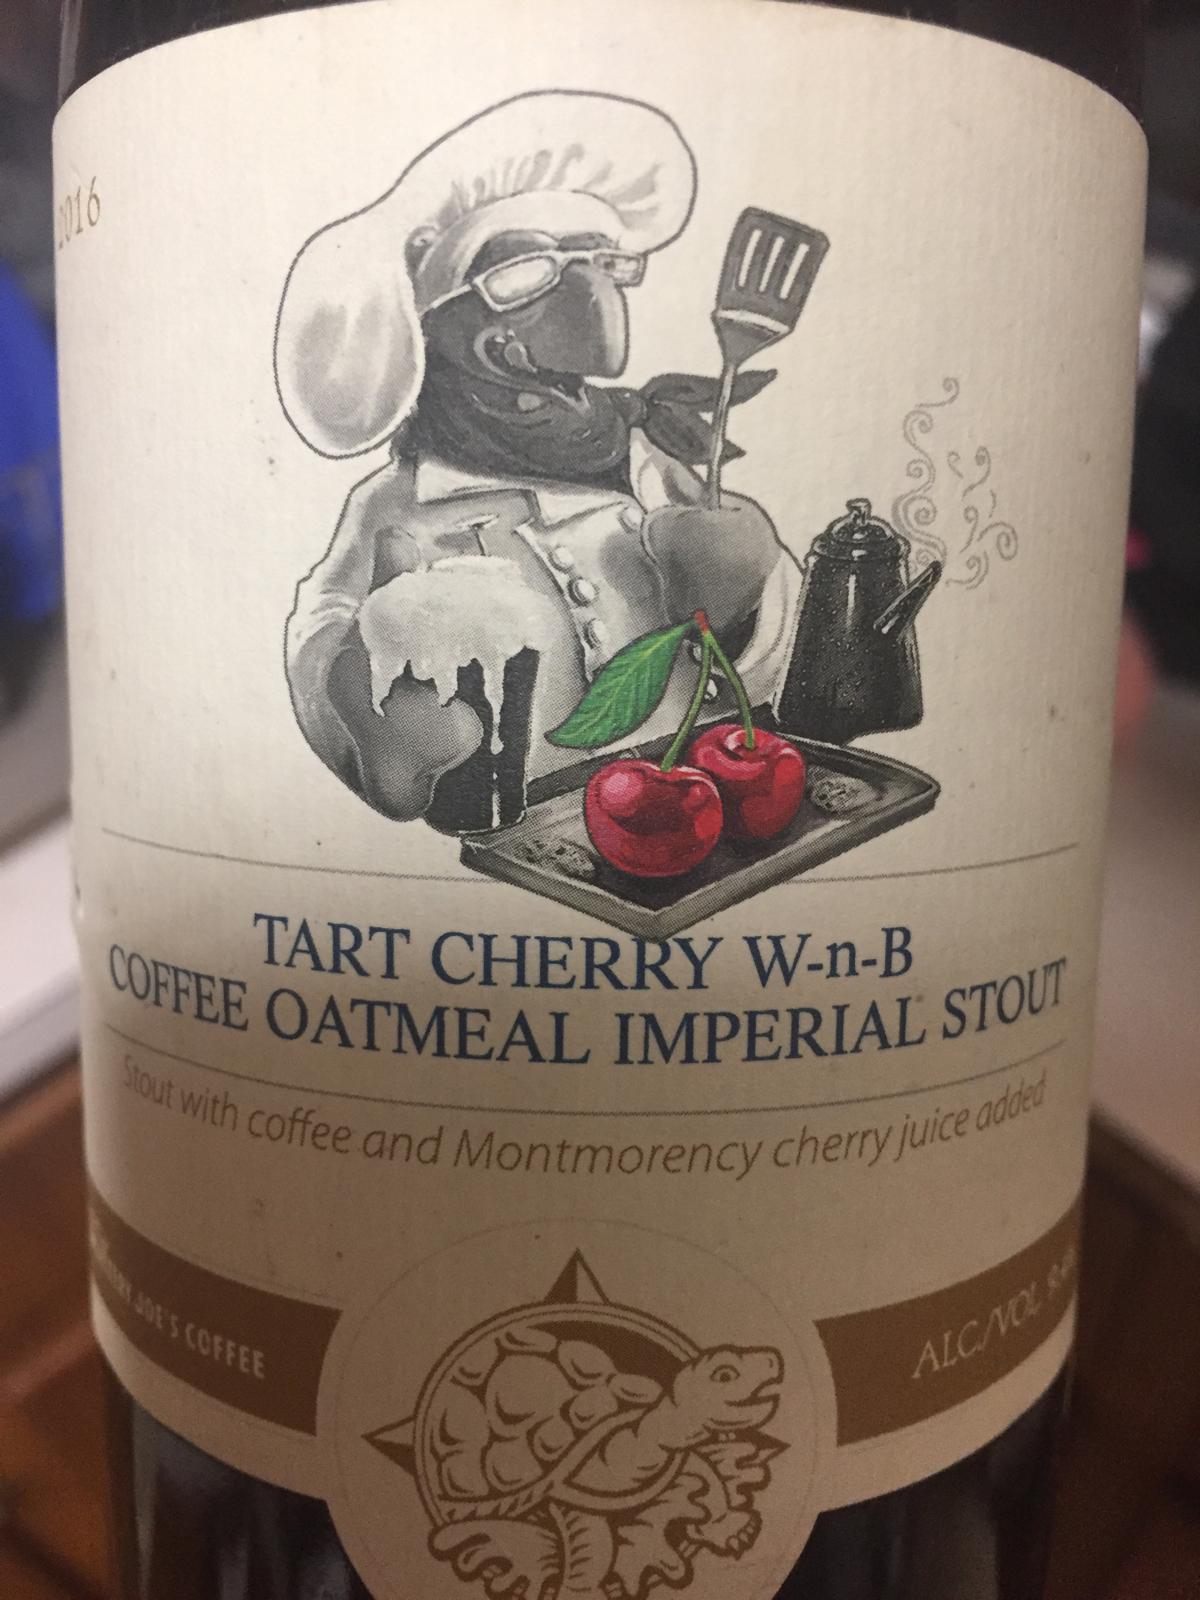 2016
TART CHERRY W-n-B
COFFEE OATMEAL IMPERIAL STOUT
Stout with coffee and Montmorency cherry juice added
JOE'S COFFEE
ALC/VOL